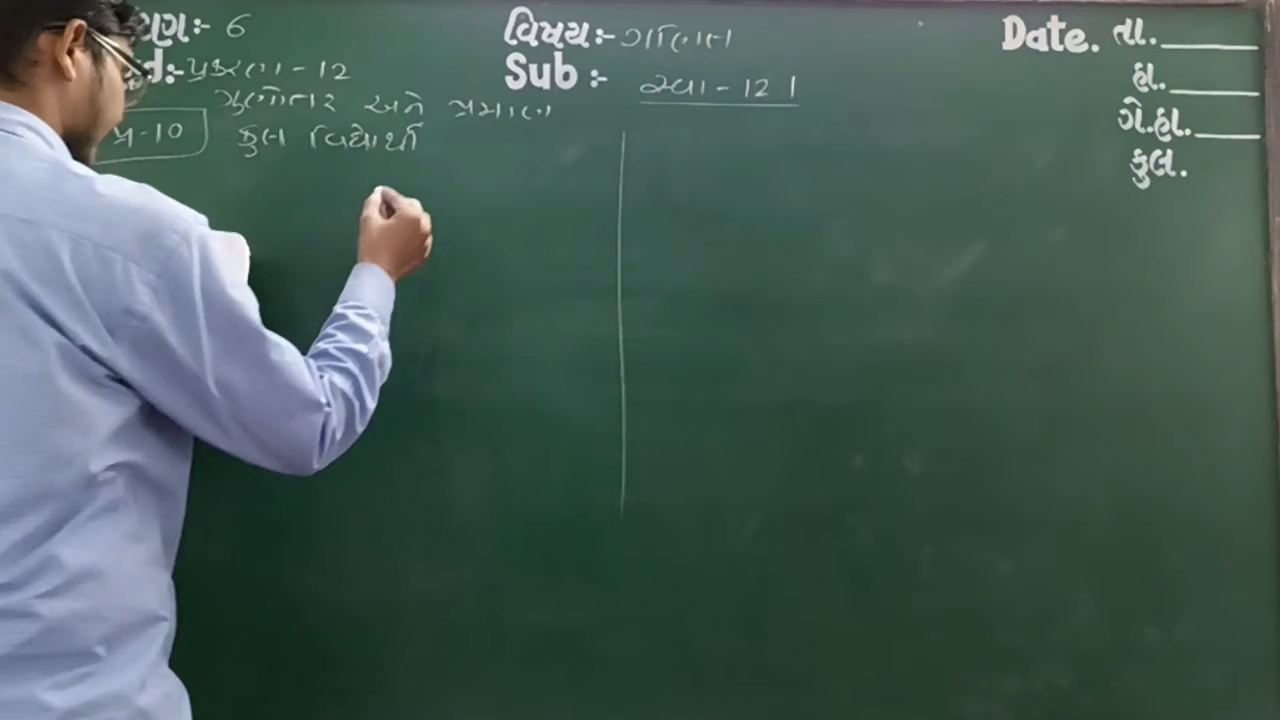 રણ:- 6
વિષય:- ગણિત
Date. તા.
પ્રકરણ - 12
Sub :- સ્વા - 12.1
હા.
ગુણોત્તર અને પ્રમાણ
ગે.હા.
પ્ર-10 કુલ વિદ્યાર્થી
કુલ.